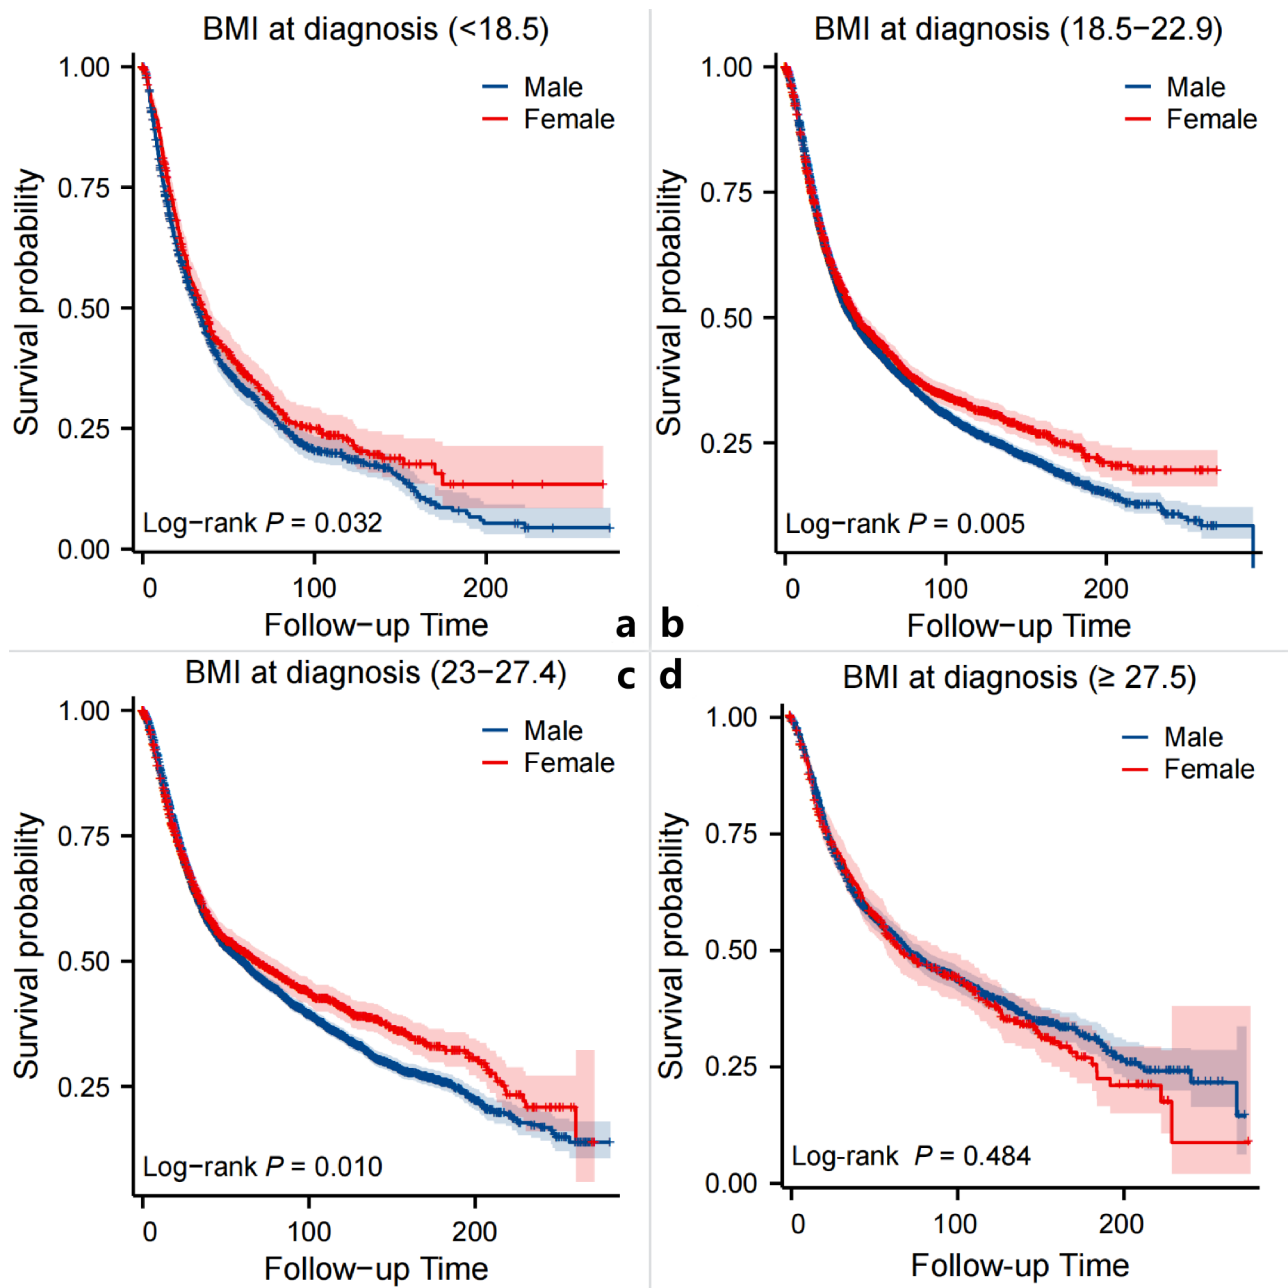 BMI at diagnosis (<18.5)
Male
Female
1.00
0.75
0.50
0.25
0.00
Survival probability
Log−rank P = 0.032
0 100 200
Follow−up Time
a
BMI at diagnosis (18.5−22.9)
Male
Female
1.00
0.75
0.50
0.25
Survival probability
Log−rank P = 0.005
0 100 200
Follow−up Time
b
BMI at diagnosis (23−27.4)
c
Male
Female
1.00
0.75
0.50
0.25
Survival probability
Log−rank P = 0.010
0 100 200
Follow−up Time
d
BMI at diagnosis (≥ 27.5)
Male
Female
1.00
0.75
0.50
0.25
0.00
Survival probability
Log-rank P = 0.484
0 100 200
Follow-up Time